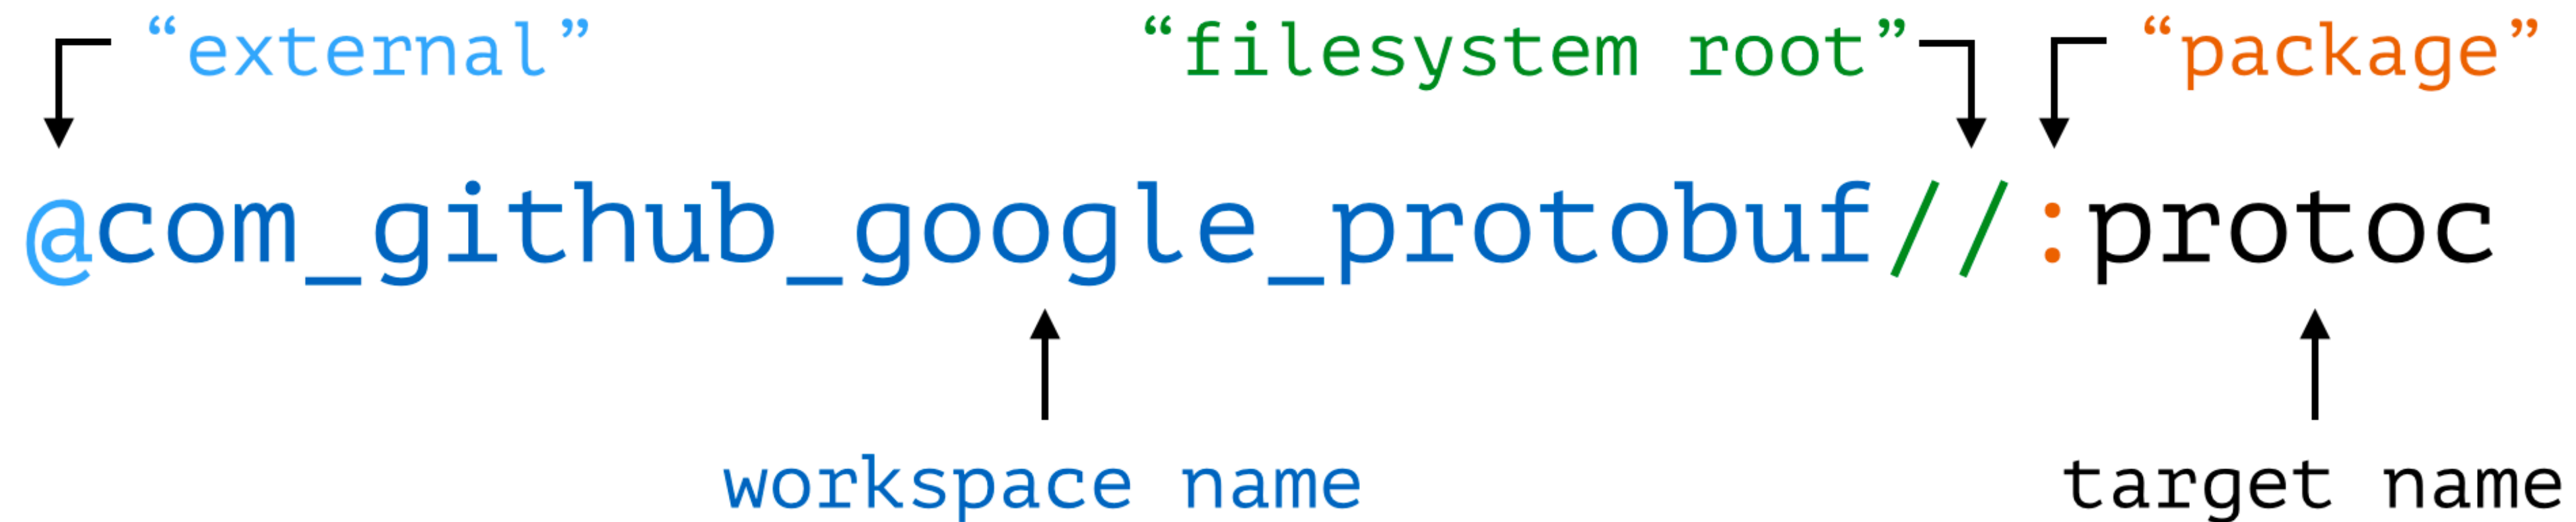 “external” “filesystem root” “package”
@com_github_google_protobuf//:protoc
workspace name target name